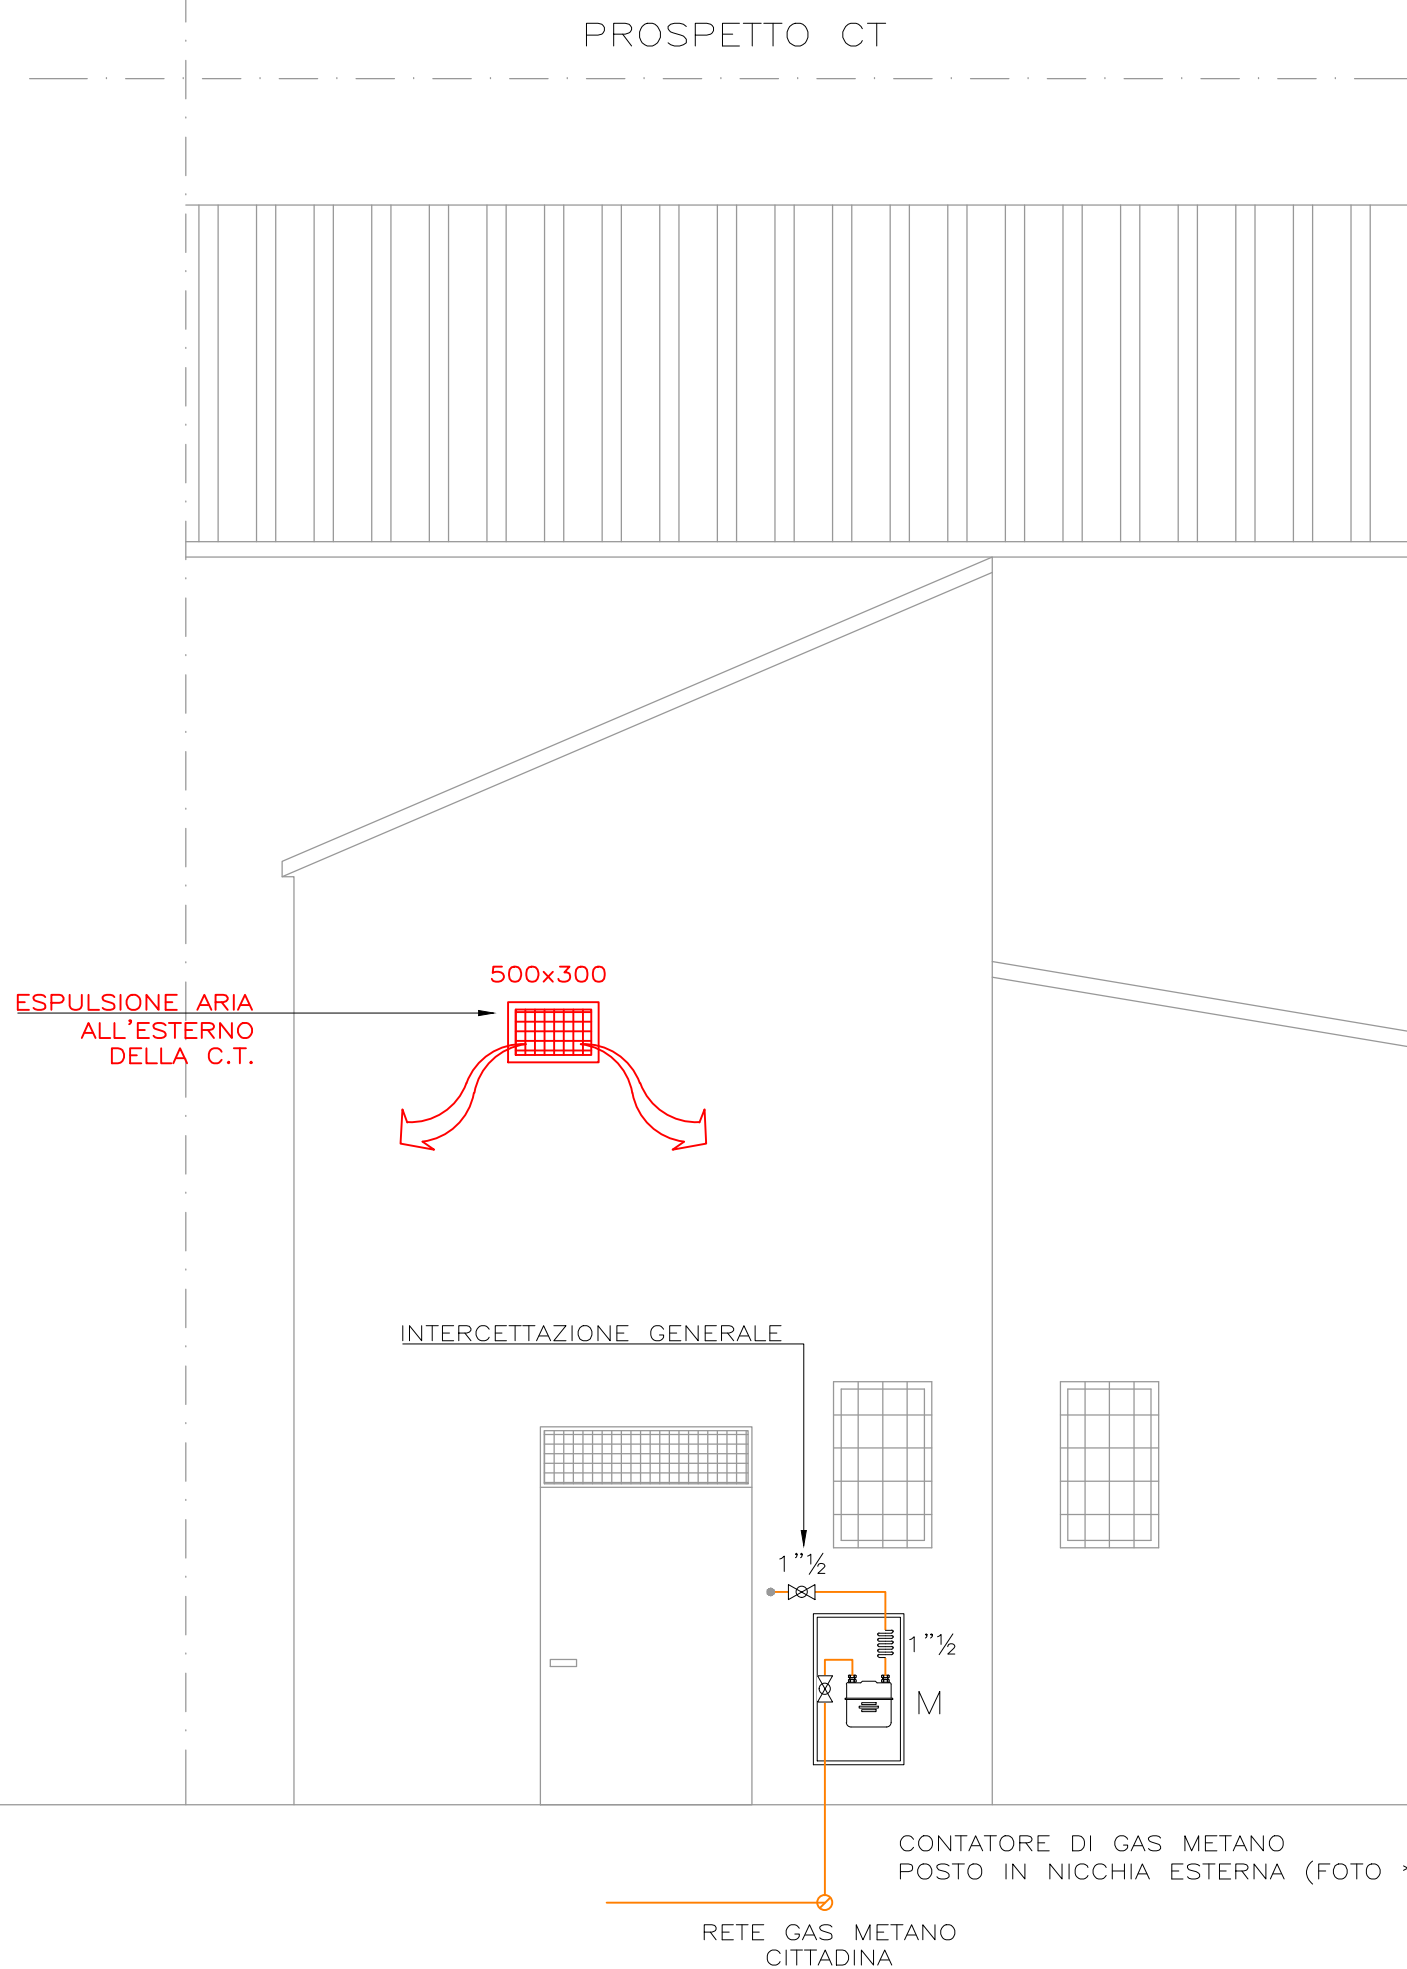 PROSPETTO CT
500x300
ESPULSIONE ARIA
ALL'ESTERNO
DELLA C.T.
INTERCETTAZIONE GENERALE
1"½
1"½
M
CONTATORE DI GAS METANO
POSTO IN NICCHIA ESTERNA (FOTO
RETE GAS METANO
CITTADINA